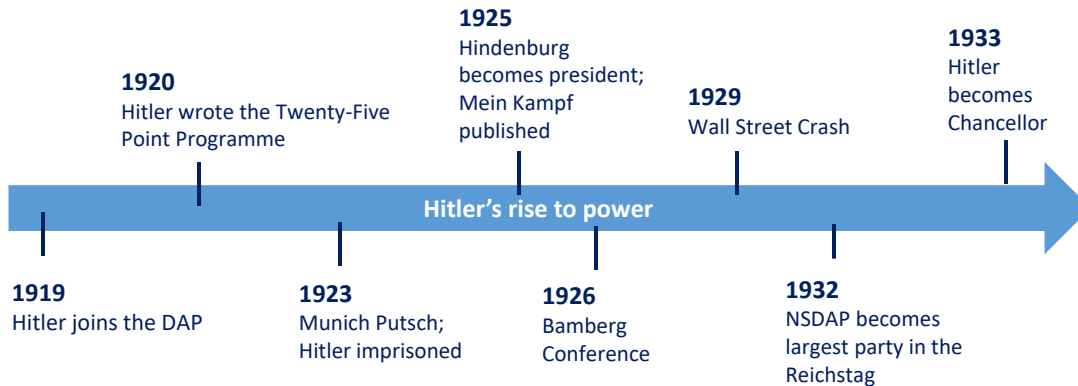 1920
Hitler wrote the Twenty-Five
Point Programme
1925
Hindenburg
becomes president;
Mein Kampf
published
1929
Wall Street Crash
1933
Hitler
becomes
Chancellor
Hitler’s rise to power
1919
Hitler joins the DAP
1923
Munich Putsch;
Hitler imprisoned
1926
Bamberg
Conference
1932
NSDAP becomes
largest party in the
Reichstag